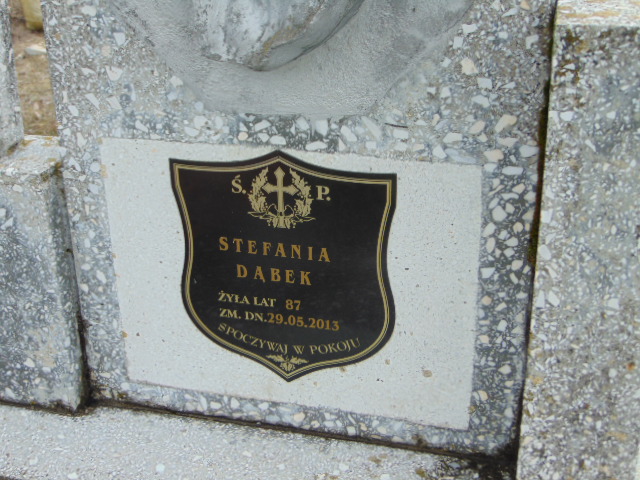 Ś. P.
STEFANIA
DĄBEK
ŻYŁA LAT 87
ZM. DN.29.05.2013
SPOCZYWAJ W POKOJU